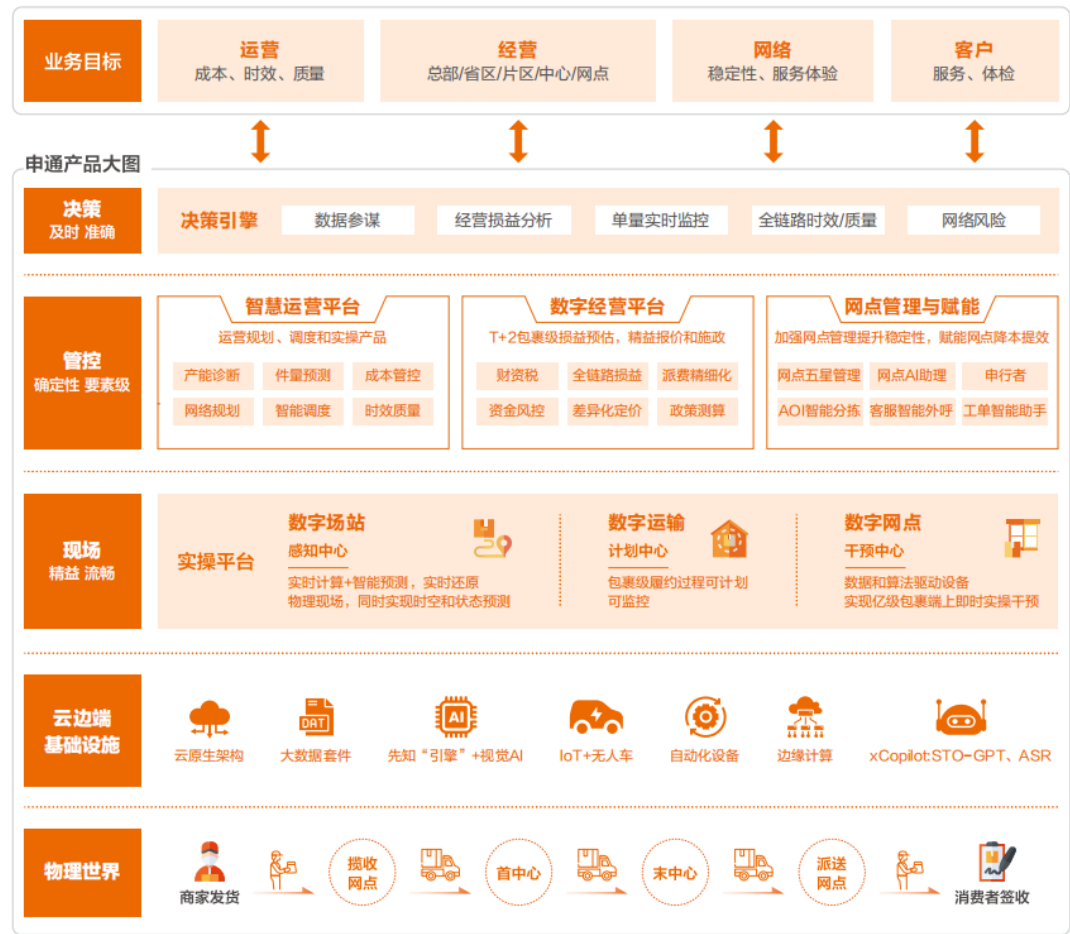 业务目标
运营
成本、时效、质量
经营
总部/省区/片区/中心/网点
网络
稳定性、服务体验
客户
服务、体检
申通产品大图
决策
及时 准确
决策引擎
数据参谋
经营损益分析
单量实时监控
全链路时效/质量
网络风险
管控
确定性 要素级
智慧运营平台
运营规划、调度和实操产品
产能诊断
件量预测
成本管控
网络规划
智能调度
时效质量
数字经营平台
T+2包裹级损益预估，精益报价和施政
财资税
全链路损益
派费精细化
资金风控
差异化定价
政策测算
网点管理与赋能
加强网点管理提升稳定性，赋能网点降本提效
网点五星管理
网点AI助理
申行者
AOI智能分拣
客服智能外呼
工单智能助手
现场
精益 流畅
实操平台
数字场站
感知中心
实时计算+智能预测，实时还原
物理现场，同时实现时空和状态预测
数字运输
计划中心
包裹级履约过程可计划
可监控
数字网点
干预中心
数据和算法驱动设备
实现亿级包裹端上即时实操干预
云边端
基础设施
云原生架构
DAT
大数据套件
AI
先知“引擎”+视觉AI
IoT+无人车
自动化设备
边缘计算
xCopilot:STO-GPT、ASR
物理世界
商家发货
揽收
网点
首中心
末中心
派送
网点
消费者签收